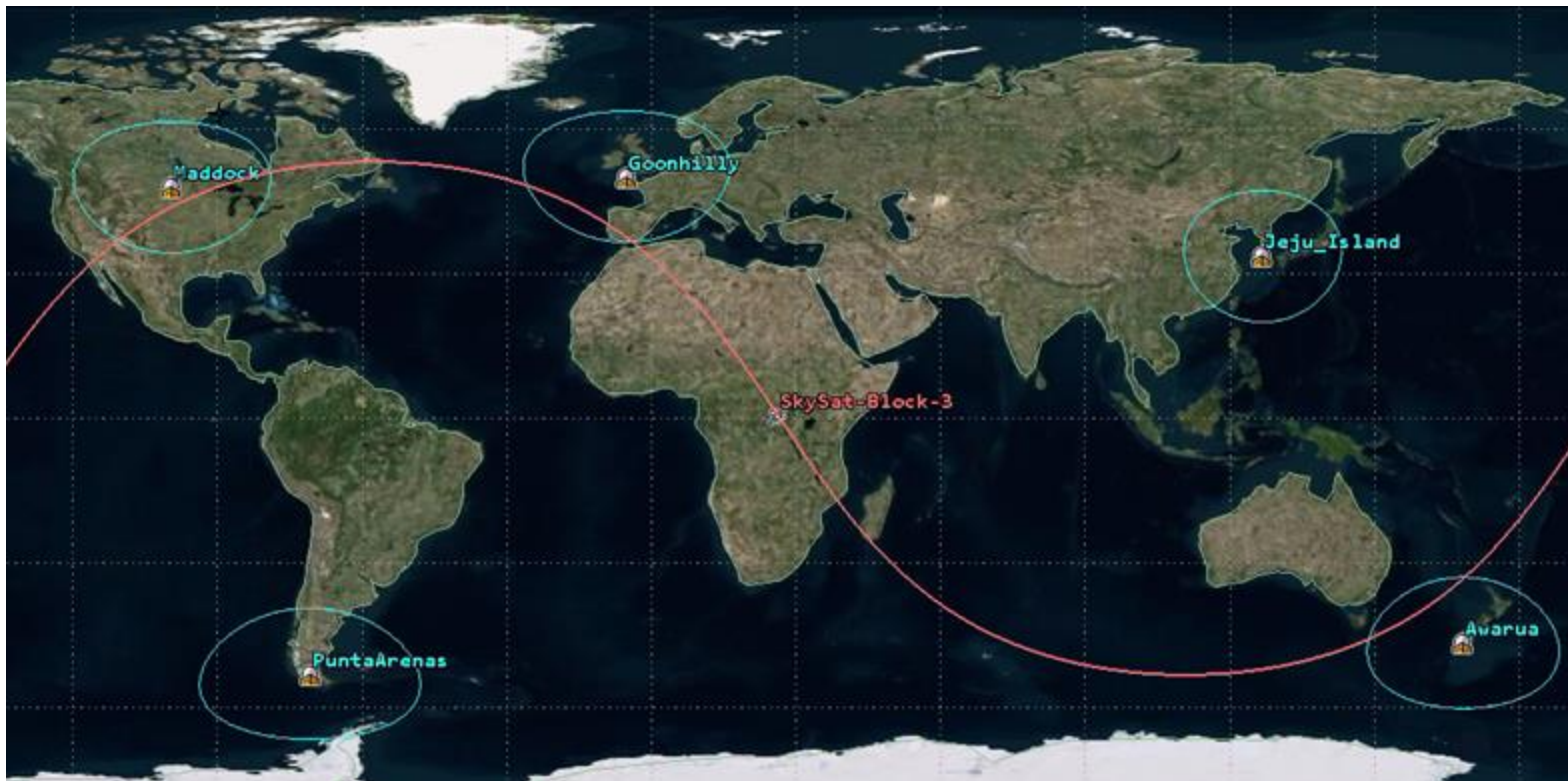 Maddock
Goonhilly
Jeju_Island
SkySat-Block-3
Awarua
PuntaArenas